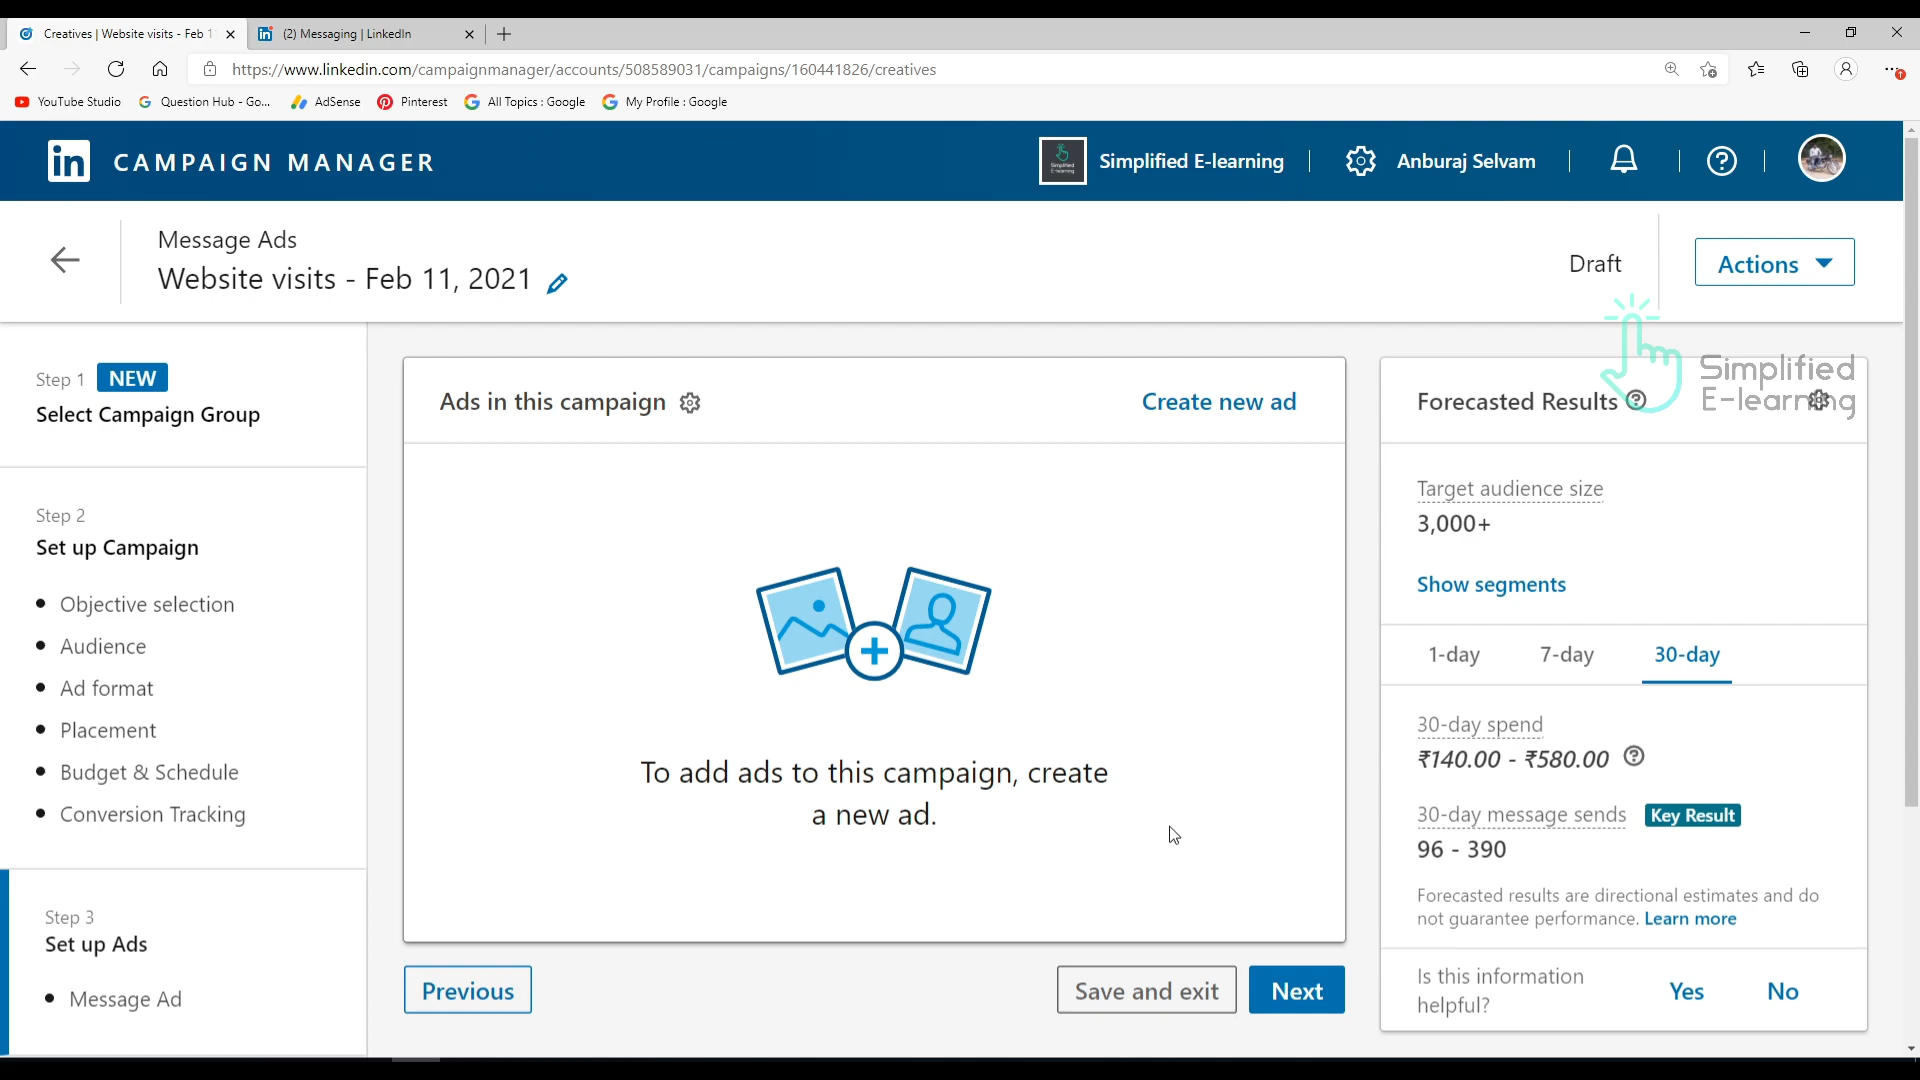 Creatives | Website visits - Feb 1
(2) Messaging | LinkedIn
https://www.linkedin.com/campaignmanager/accounts/508589031/campaigns/160441826/creatives
YouTube Studio
Question Hub - Go...
AdSense
Pinterest
All Topics : Google
My Profile : Google
in CAMPAIGN MANAGER
Simplified E-learning
Simplified E-learning
Anburaj Selvam
Message Ads
Website visits - Feb 11, 2021
Draft
Actions
Simplified
E-learning
Step 1 NEW
Select Campaign Group
Step 2
Set up Campaign
Objective selection
Audience
Ad format
Placement
Budget & Schedule
Conversion Tracking
Step 3
Set up Ads
Message Ad
Ads in this campaign
Create new ad
To add ads to this campaign, create
a new ad.
Previous
Save and exit
Next
Forecasted Results
Target audience size
3,000+
Show segments
1-day
7-day
30-day
30-day spend
₹140.00 - ₹580.00
30-day message sends Key Result
96 - 390
Forecasted results are directional estimates and do
not guarantee performance. Learn more
Is this information
helpful?
Yes
No